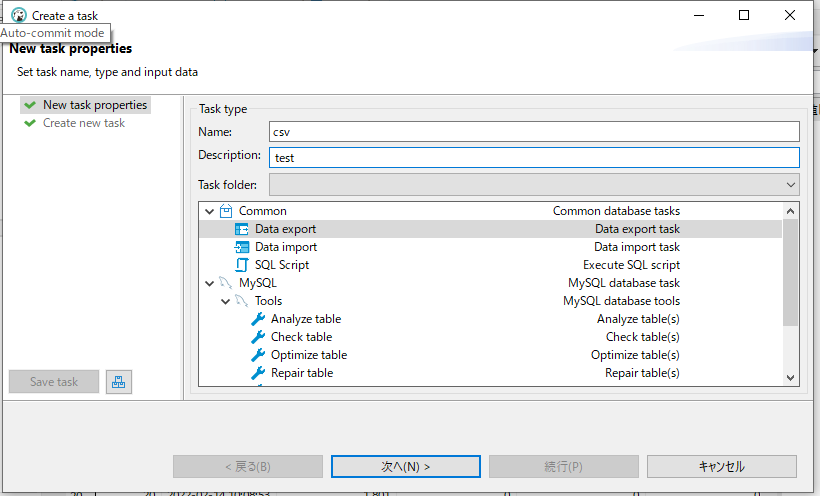 Create a task
Auto-commit mode
New task properties
Set task name, type and input data
New task properties
Create new task
Task type
Name: csv
Description: test
Task folder:
Common Common database tasks
Data export Data export task
Data import Data import task
SQL Script Execute SQL script
MySQL MySQL database task
Tools MySQL database tools
Analyze table Analyze table(s)
Check table Check table(s)
Optimize table Optimize table(s)
Repair table Repair table(s)
Save task
< 戻る(B) 次へ(N) > 続行(P) キャンセル